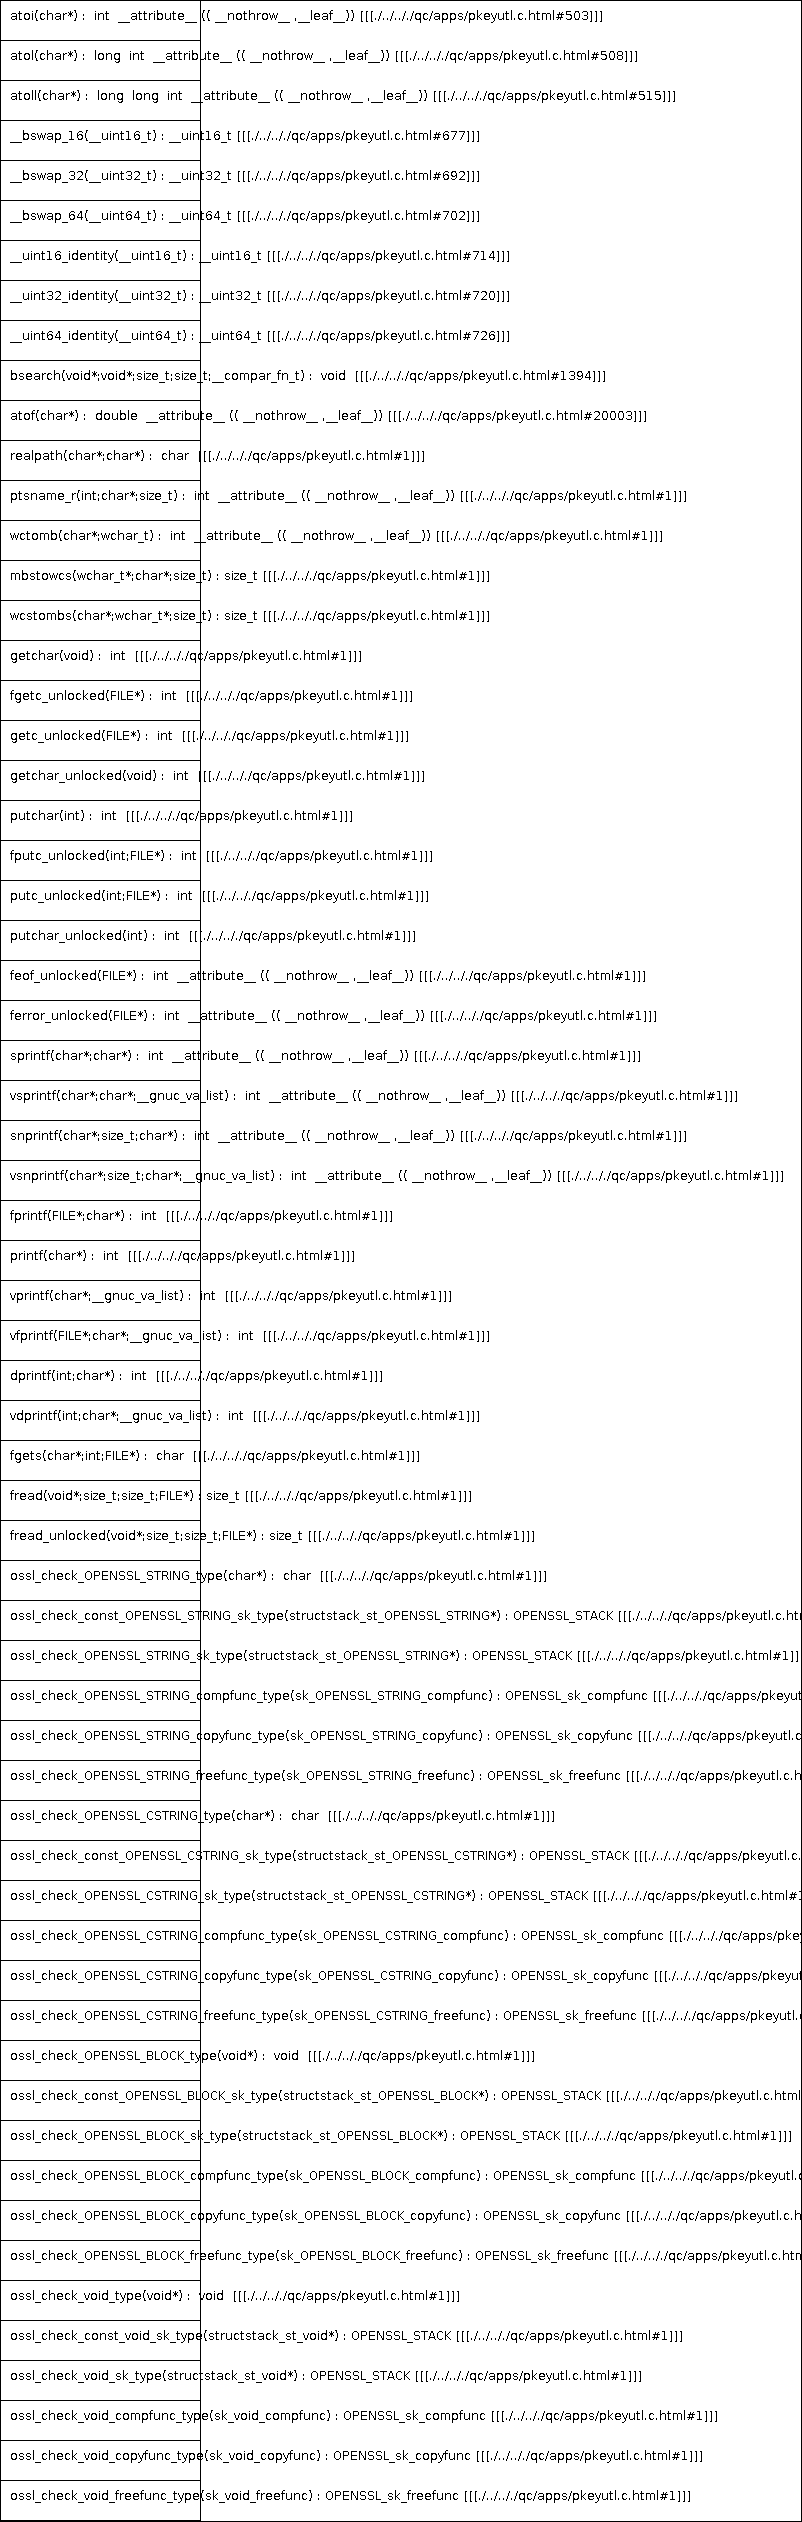 atoi(char*) :  int  __attribute__ (( __nothrow__ ,__leaf__)) [[[./../.././qc/apps/pkeyutl.c.html#503]]]
atol(char*) :  long  int  __attribute__ (( __nothrow__ ,__leaf__)) [[[./../.././qc/apps/pkeyutl.c.html#508]]]
atoll(char*) :  long  long  int  __attribute__ (( __nothrow__ ,__leaf__)) [[[./../.././qc/apps/pkeyutl.c.html#515]]]
__bswap_16(__uint16_t) : __uint16_t [[[./../.././qc/apps/pkeyutl.c.html#677]]]
__bswap_32(__uint32_t) : __uint32_t [[[./../.././qc/apps/pkeyutl.c.html#692]]]
__bswap_64(__uint64_t) : __uint64_t [[[./../.././qc/apps/pkeyutl.c.html#702]]]
__uint16_identity(__uint16_t) : __uint16_t [[[./../.././qc/apps/pkeyutl.c.html#714]]]
__uint32_identity(__uint32_t) : __uint32_t [[[./../.././qc/apps/pkeyutl.c.html#720]]]
__uint64_identity(__uint64_t) : __uint64_t [[[./../.././qc/apps/pkeyutl.c.html#726]]]
bsearch(void*;void*;size_t;size_t;__compar_fn_t) :  void  [[[./../.././qc/apps/pkeyutl.c.html#1394]]]
atof(char*) :  double  __attribute__ (( __nothrow__ ,__leaf__)) [[[./../.././qc/apps/pkeyutl.c.html#20003]]]
realpath(char*;char*) :  char  [[[./../.././qc/apps/pkeyutl.c.html#1]]]
ptsname_r(int;char*;size_t) :  int  __attribute__ (( __nothrow__ ,__leaf__)) [[[./../.././qc/apps/pkeyutl.c.html#1]]]
wctomb(char*;wchar_t) :  int  __attribute__ (( __nothrow__ ,__leaf__)) [[[./../.././qc/apps/pkeyutl.c.html#1]]]
mbstowcs(wchar_t*;char*;size_t) : size_t [[[./../.././qc/apps/pkeyutl.c.html#1]]]
wcstombs(char*;wchar_t*;size_t) : size_t [[[./../.././qc/apps/pkeyutl.c.html#1]]]
getchar(void) :  int  [[[./../.././qc/apps/pkeyutl.c.html#1]]]
fgetc_unlocked(FILE*) :  int  [[[./../.././qc/apps/pkeyutl.c.html#1]]]
getc_unlocked(FILE*) :  int  [[[./../.././qc/apps/pkeyutl.c.html#1]]]
getchar_unlocked(void) :  int  [[[./../.././qc/apps/pkeyutl.c.html#1]]]
putchar(int) :  int  [[[./../.././qc/apps/pkeyutl.c.html#1]]]
fputc_unlocked(int;FILE*) :  int  [[[./../.././qc/apps/pkeyutl.c.html#1]]]
putc_unlocked(int;FILE*) :  int  [[[./../.././qc/apps/pkeyutl.c.html#1]]]
putchar_unlocked(int) :  int  [[[./../.././qc/apps/pkeyutl.c.html#1]]]
feof_unlocked(FILE*) :  int  __attribute__ (( __nothrow__ ,__leaf__)) [[[./../.././qc/apps/pkeyutl.c.html#1]]]
ferror_unlocked(FILE*) :  int  __attribute__ (( __nothrow__ ,__leaf__)) [[[./../.././qc/apps/pkeyutl.c.html#1]]]
sprintf(char*;char*) :  int  __attribute__ (( __nothrow__ ,__leaf__)) [[[./../.././qc/apps/pkeyutl.c.html#1]]]
vsprintf(char*;char*;__gnuc_va_list) :  int  __attribute__ (( __nothrow__ ,__leaf__)) [[[./../.././qc/apps/pkeyutl.c.html#1]]]
snprintf(char*;size_t;char*) :  int  __attribute__ (( __nothrow__ ,__leaf__)) [[[./../.././qc/apps/pkeyutl.c.html#1]]]
vsnprintf(char*;size_t;char*;__gnuc_va_list) :  int  __attribute__ (( __nothrow__ ,__leaf__)) [[[./../.././qc/apps/pkeyutl.c.html#1]]]
fprintf(FILE*;char*) :  int  [[[./../.././qc/apps/pkeyutl.c.html#1]]]
printf(char*) :  int  [[[./../.././qc/apps/pkeyutl.c.html#1]]]
vprintf(char*;__gnuc_va_list) :  int  [[[./../.././qc/apps/pkeyutl.c.html#1]]]
vfprintf(FILE*;char*;__gnuc_va_list) :  int  [[[./../.././qc/apps/pkeyutl.c.html#1]]]
dprintf(int;char*) :  int  [[[./../.././qc/apps/pkeyutl.c.html#1]]]
vdprintf(int;char*;__gnuc_va_list) :  int  [[[./../.././qc/apps/pkeyutl.c.html#1]]]
fgets(char*;int;FILE*) :  char  [[[./../.././qc/apps/pkeyutl.c.html#1]]]
fread(void*;size_t;size_t;FILE*) : size_t [[[./../.././qc/apps/pkeyutl.c.html#1]]]
fread_unlocked(void*;size_t;size_t;FILE*) : size_t [[[./../.././qc/apps/pkeyutl.c.html#1]]]
ossl_check_OPENSSL_STRING_type(char*) :  char  [[[./../.././qc/apps/pkeyutl.c.html#1]]]
ossl_check_const_OPENSSL_STRING_sk_type(structstack_st_OPENSSL_STRING*) : OPENSSL_STACK [[[./../.././qc/apps/pkeyutl.c.ht
ossl_check_OPENSSL_STRING_sk_type(structstack_st_OPENSSL_STRING*) : OPENSSL_STACK [[[./../.././qc/apps/pkeyutl.c.html#1]]
ossl_check_OPENSSL_STRING_compfunc_type(sk_OPENSSL_STRING_compfunc) : OPENSSL_sk_compfunc [[[./../.././qc/apps/pkeyut
ossl_check_OPENSSL_STRING_copyfunc_type(sk_OPENSSL_STRING_copyfunc) : OPENSSL_sk_copyfunc [[[./../.././qc/apps/pkeyutl.c
ossl_check_OPENSSL_STRING_freefunc_type(sk_OPENSSL_STRING_freefunc) : OPENSSL_sk_freefunc [[[./../.././qc/apps/pkeyutl.c.h
ossl_check_OPENSSL_CSTRING_type(char*) :  char  [[[./../.././qc/apps/pkeyutl.c.html#1]]]
ossl_check_const_OPENSSL_CSTRING_sk_type(structstack_st_OPENSSL_CSTRING*) : OPENSSL_STACK [[[./../.././qc/apps/pkeyutl.c.
ossl_check_OPENSSL_CSTRING_sk_type(structstack_st_OPENSSL_CSTRING*) : OPENSSL_STACK [[[./../.././qc/apps/pkeyutl.c.html#1
ossl_check_OPENSSL_CSTRING_compfunc_type(sk_OPENSSL_CSTRING_compfunc) : OPENSSL_sk_compfunc [[[./../.././qc/apps/pkey
ossl_check_OPENSSL_CSTRING_copyfunc_type(sk_OPENSSL_CSTRING_copyfunc) : OPENSSL_sk_copyfunc [[[./../.././qc/apps/pkeyut
ossl_check_OPENSSL_CSTRING_freefunc_type(sk_OPENSSL_CSTRING_freefunc) : OPENSSL_sk_freefunc [[[./../.././qc/apps/pkeyutl.c
ossl_check_OPENSSL_BLOCK_type(void*) :  void  [[[./../.././qc/apps/pkeyutl.c.html#1]]]
ossl_check_const_OPENSSL_BLOCK_sk_type(structstack_st_OPENSSL_BLOCK*) : OPENSSL_STACK [[[./../.././qc/apps/pkeyutl.c.html
ossl_check_OPENSSL_BLOCK_sk_type(structstack_st_OPENSSL_BLOCK*) : OPENSSL_STACK [[[./../.././qc/apps/pkeyutl.c.html#1]]]
ossl_check_OPENSSL_BLOCK_compfunc_type(sk_OPENSSL_BLOCK_compfunc) : OPENSSL_sk_compfunc [[[./../.././qc/apps/pkeyutl.c
ossl_check_OPENSSL_BLOCK_copyfunc_type(sk_OPENSSL_BLOCK_copyfunc) : OPENSSL_sk_copyfunc [[[./../.././qc/apps/pkeyutl.c.h
ossl_check_OPENSSL_BLOCK_freefunc_type(sk_OPENSSL_BLOCK_freefunc) : OPENSSL_sk_freefunc [[[./../.././qc/apps/pkeyutl.c.htm
ossl_check_void_type(void*) :  void  [[[./../.././qc/apps/pkeyutl.c.html#1]]]
ossl_check_const_void_sk_type(structstack_st_void*) : OPENSSL_STACK [[[./../.././qc/apps/pkeyutl.c.html#1]]]
ossl_check_void_sk_type(structstack_st_void*) : OPENSSL_STACK [[[./../.././qc/apps/pkeyutl.c.html#1]]]
ossl_check_void_compfunc_type(sk_void_compfunc) : OPENSSL_sk_compfunc [[[./../.././qc/apps/pkeyutl.c.html#1]]]
ossl_check_void_copyfunc_type(sk_void_copyfunc) : OPENSSL_sk_copyfunc [[[./../.././qc/apps/pkeyutl.c.html#1]]]
ossl_check_void_freefunc_type(sk_void_freefunc) : OPENSSL_sk_freefunc [[[./../.././qc/apps/pkeyutl.c.html#1]]]